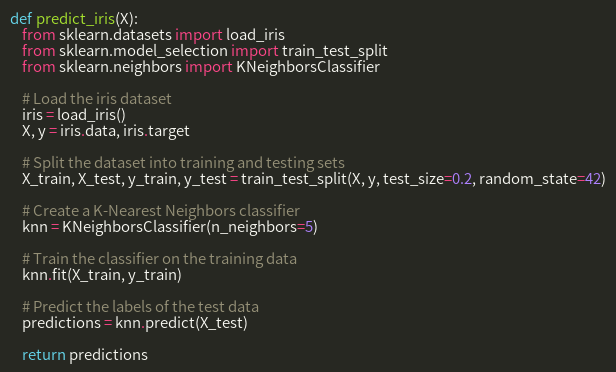 def predict_iris(X):
    from sklearn.datasets import load_iris
    from sklearn.model_selection import train_test_split
    from sklearn.neighbors import KNeighborsClassifier
    # Load the iris dataset
    iris = load_iris()
    X, y = iris.data, iris.target
    # Split the dataset into training and testing sets
    X_train, X_test, y_train, y_test = train_test_split(X, y, test_size=0.2, random_state=42)
    # Create a K-Nearest Neighbors classifier
    knn = KNeighborsClassifier(n_neighbors=5)
    # Train the classifier on the training data
    knn.fit(X_train, y_train)
    # Predict the labels of the test data
    predictions = knn.predict(X_test)
    return predictions